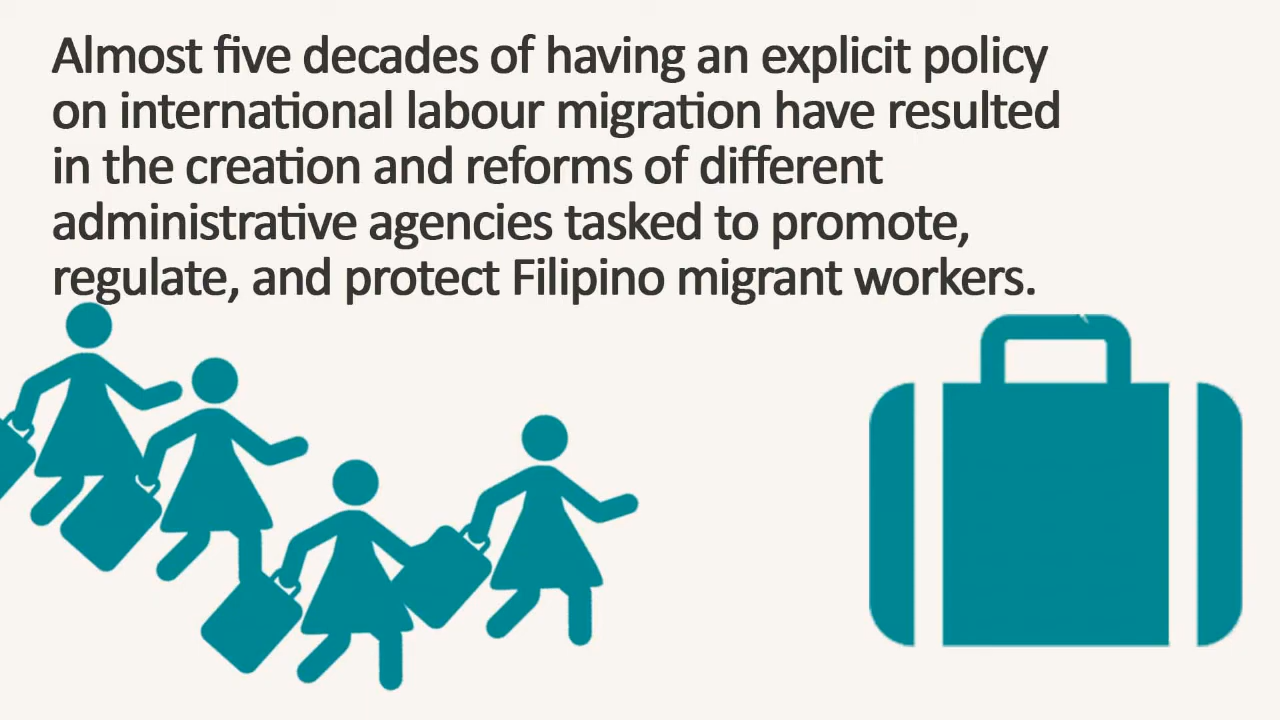 Almost five decades of having an explicit policy
on international labour migration have resulted
in the creation and reforms of different
administrative agencies tasked to promote,
regulate, and protect Filipino migrant workers.